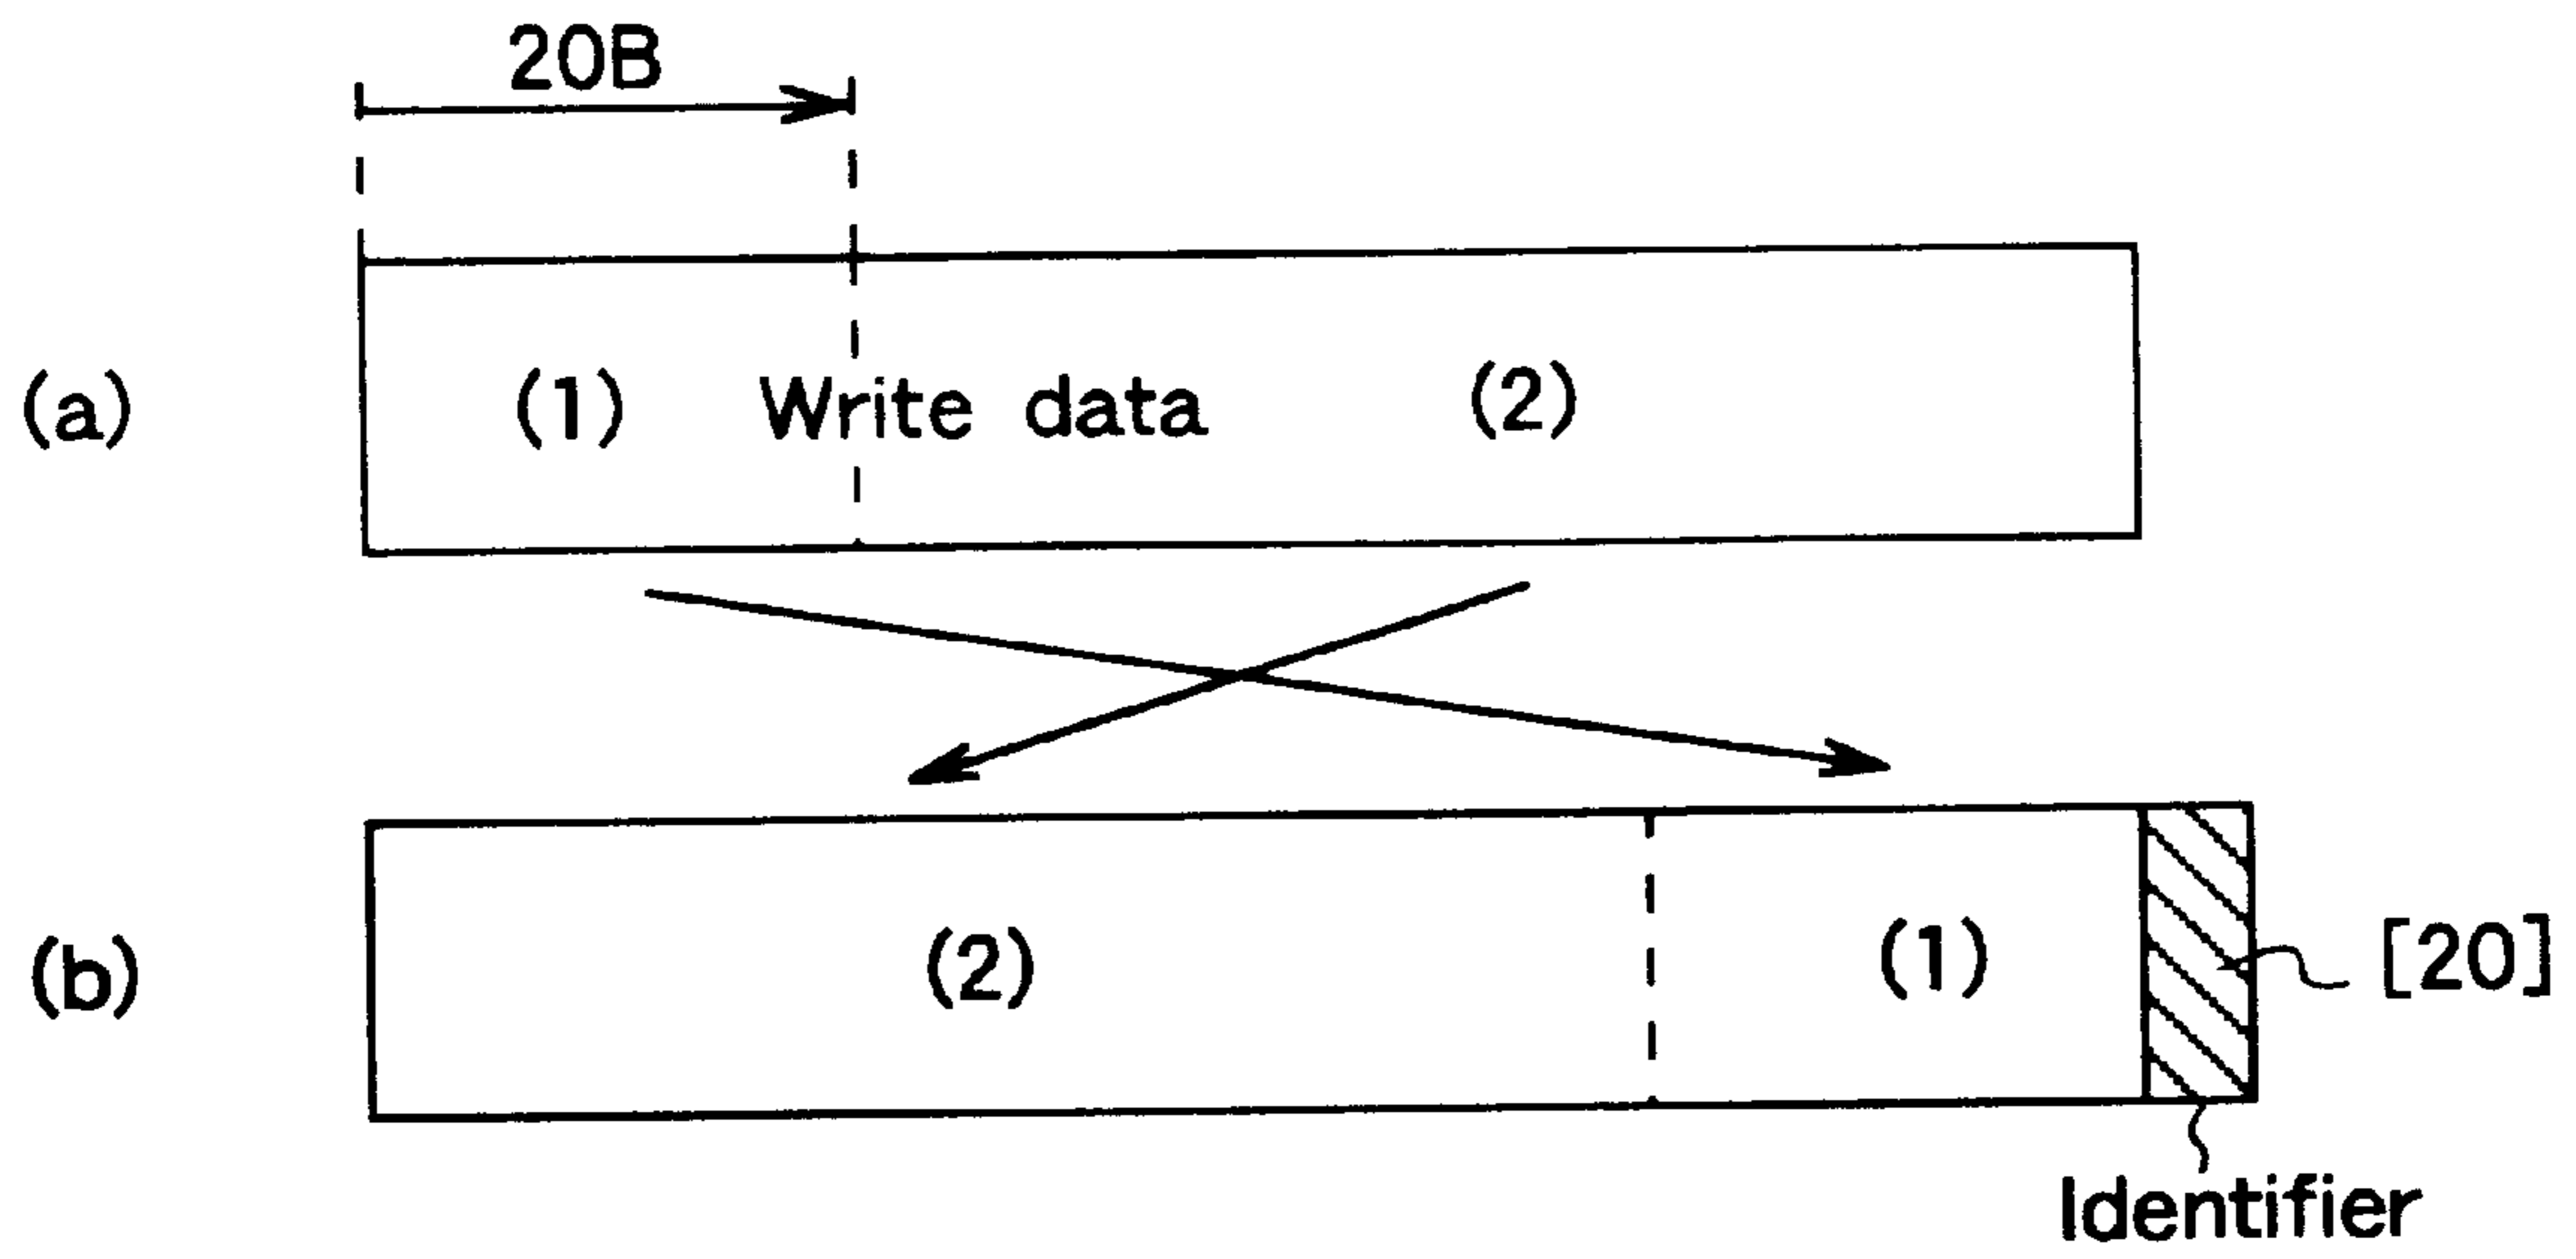 20B
(a) (1) Write data (2)
(b) (2) (1) [20]
Identifier